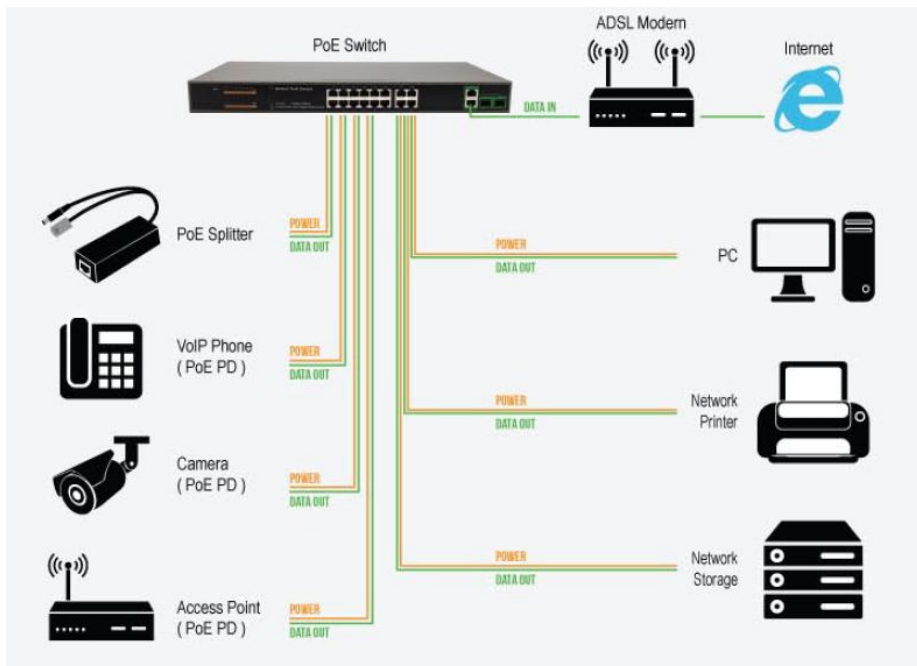 ADSL Modern
PoE Switch
Internet
DATA IN
PoE Splitter
POWER
DATA OUT
POWER
DATA OUT
PC
VoIP Phone
( PoE PD )
POWER
DATA OUT
POWER
DATA OUT
Network
Printer
Camera
( PoE PD )
POWER
DATA OUT
POWER
DATA OUT
Network
Storage
Access Point
( PoE PD )
POWER
DATA OUT